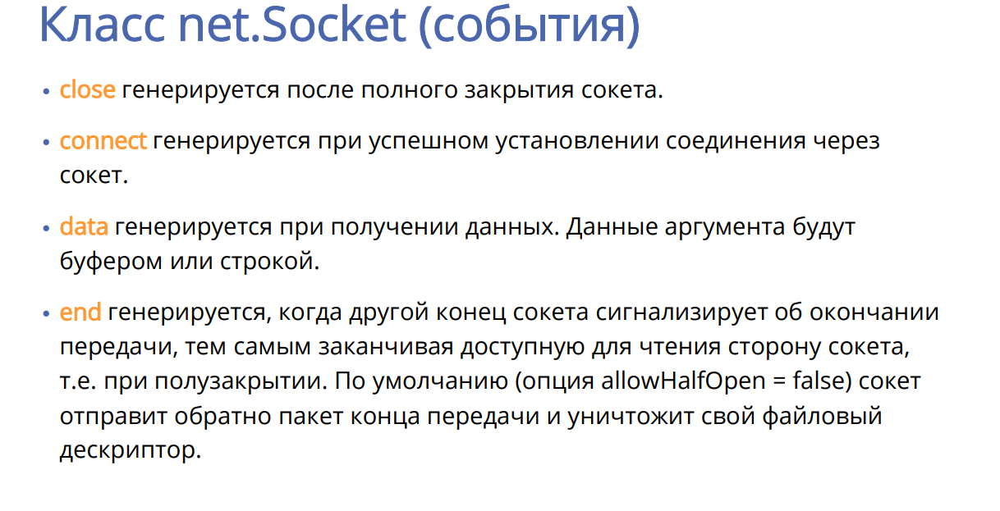 Класс net.Socket (события)
• close генерируется после полного закрытия сокета.
• connect генерируется при успешном установлении соединения через
сокет.
• data генерируется при получении данных. Данные аргумента будут
буфером или строкой.
• end генерируется, когда другой конец сокета сигнализирует об окончании
передачи, тем самым заканчивая доступную для чтения сторону сокета,
т.е. при полузакрытии. По умолчанию (опция allowHalfOpen = false) сокет
отправит обратно пакет конца передачи и уничтожит свой файловый
дескриптор.